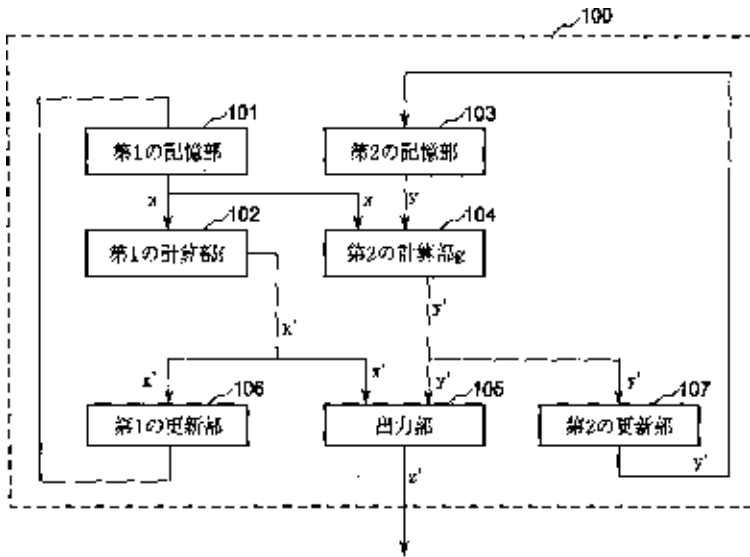 100
101
103
第1の記憶部
第2の記憶部
x
x
y
102
104
第1の計算部f
第2の計算部g
x'
y'
x'
x'
y'
y'
106
105
107
第1の更新部
出力部
第2の更新部
z'
y'